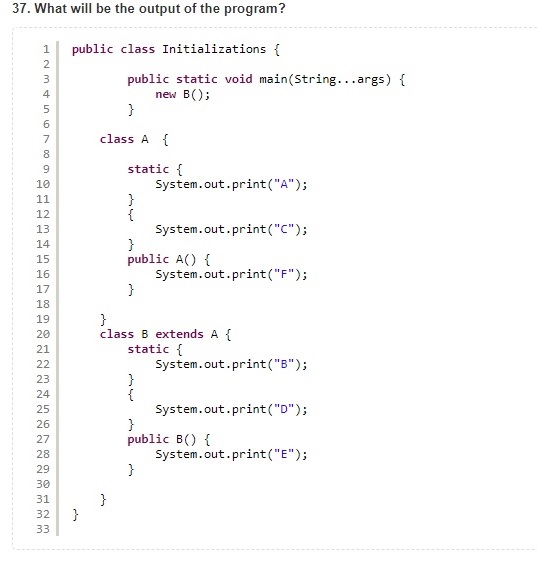 37. What will be the output of the program?
1 public class Initializations {
2
3 public static void main(String...args) {
4 new B();
5 }
6
7 class A {
8
9 static {
10 System.out.print("A");
11 }
12 {
13 System.out.print("C");
14 }
15 public A() {
16 System.out.print("F");
17 }
18
19 }
20 class B extends A {
21 static {
22 System.out.print("B");
23 }
24 {
25 System.out.print("D");
26 }
27 public B() {
28 System.out.print("E");
29 }
30
31 }
32 }
33